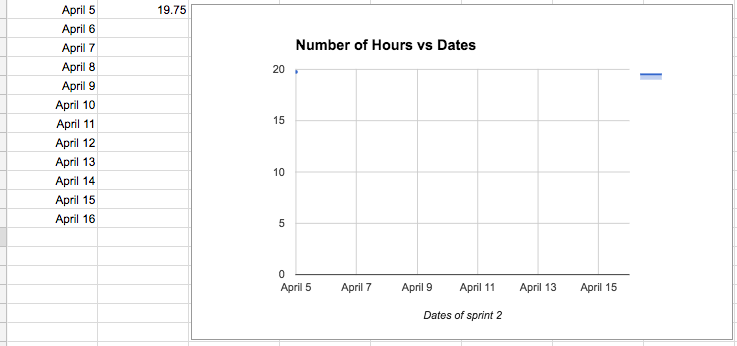 April 5 19.75
April 6
April 7
April 8
April 9
April 10
April 11
April 12
April 13
April 14
April 15
April 16
Number of Hours vs Dates
20
15
10
5
0
April 5 April 7 April 9 April 11 April 13 April 15
Dates of sprint 2